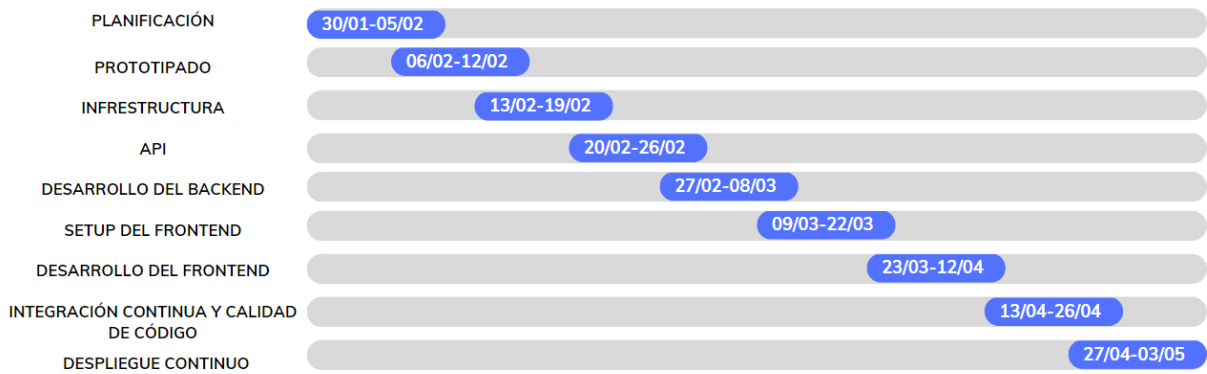 PLANIFICACIÓN 30/01-05/02
PROTOTIPADO 06/02-12/02
INFRESTRUCTURA 13/02-19/02
API 20/02-26/02
DESARROLLO DEL BACKEND 27/02-08/03
SETUP DEL FRONTEND 09/03-22/03
DESARROLLO DEL FRONTEND 23/03-12/04
INTEGRACIÓN CONTINUA Y CALIDAD 13/04-26/04
DE CÓDIGO
DESPLIEGUE CONTINUO 27/04-03/05